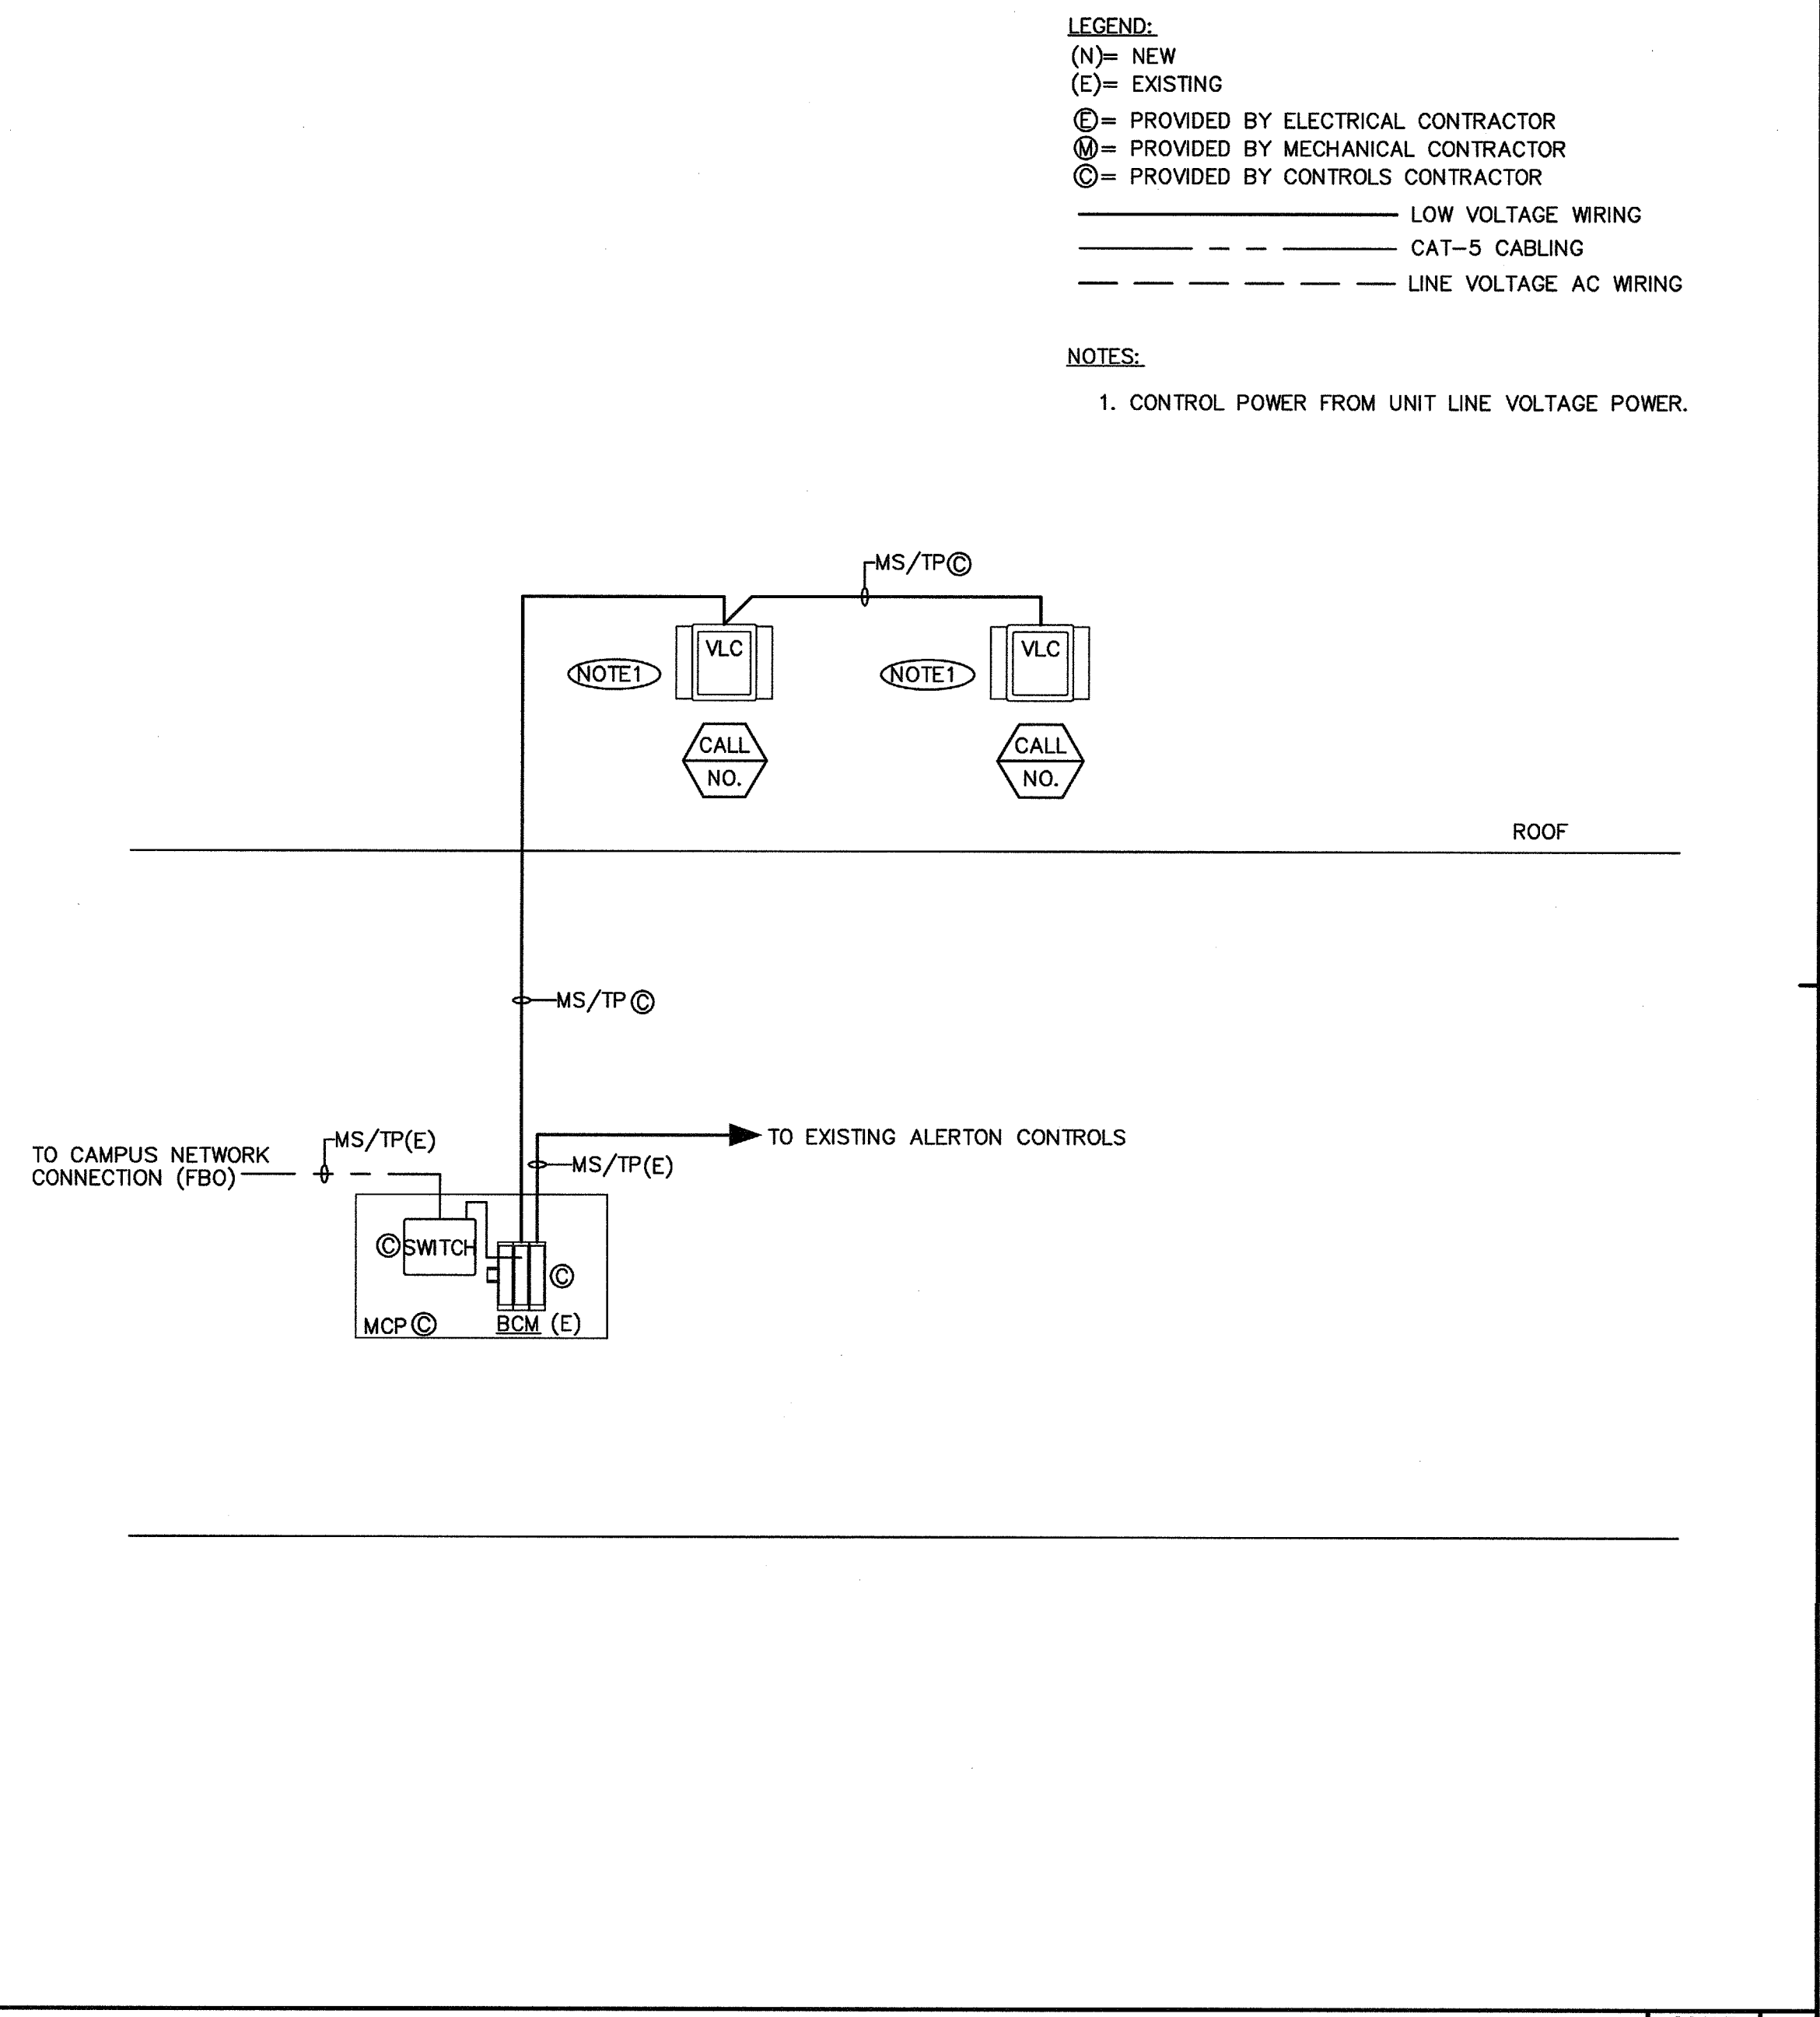 LEGEND:
(N)= NEW
(E)= EXISTING
Ⓔ= PROVIDED BY ELECTRICAL CONTRACTOR
Ⓜ= PROVIDED BY MECHANICAL CONTRACTOR
Ⓒ= PROVIDED BY CONTROLS CONTRACTOR
LOW VOLTAGE WIRING
CAT-5 CABLING
LINE VOLTAGE AC WIRING
NOTES:
1. CONTROL POWER FROM UNIT LINE VOLTAGE POWER.
MS/TPⒸ
VLC
VLC
NOTE1
NOTE1
CALL
NO.
CALL
NO.
ROOF
MS/TPⒸ
MS/TP(E)
TO EXISTING ALERTON CONTROLS
TO CAMPUS NETWORK
CONNECTION (FBO)
MS/TP(E)
ⒸSWITCH
Ⓒ
MCPⒸ
BCM (E)